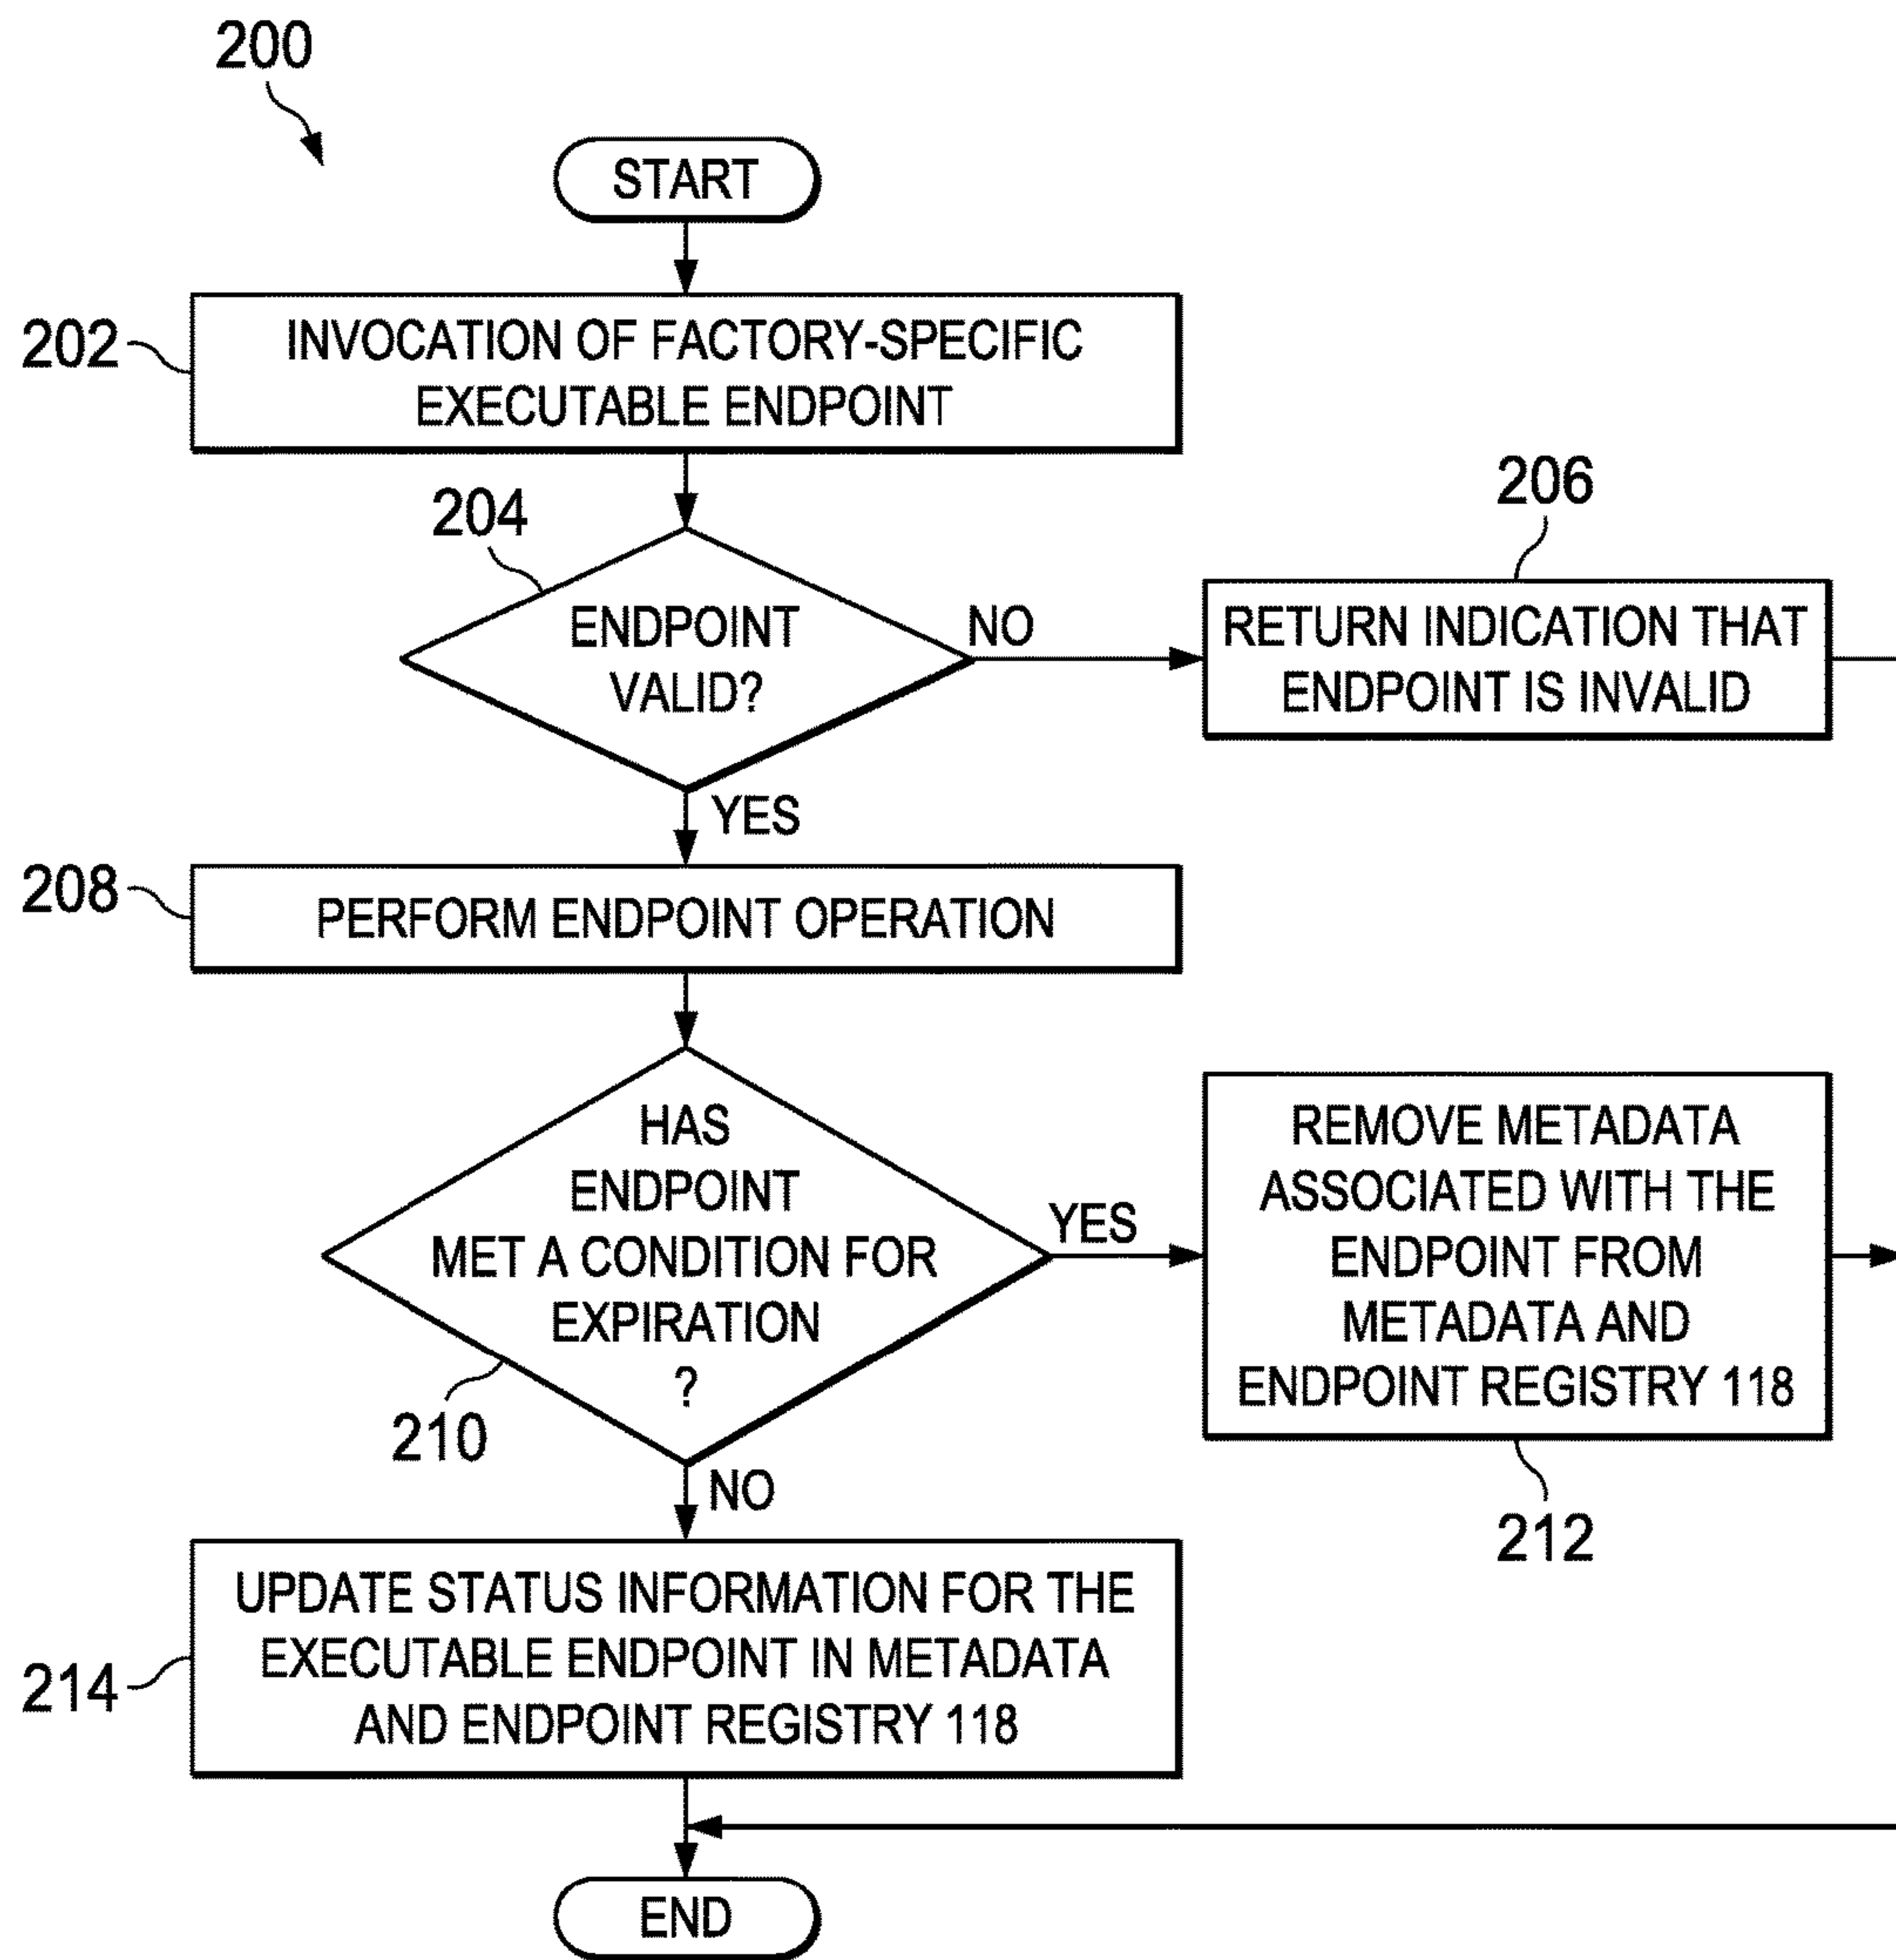 200
START
202
INVOCATION OF FACTORY-SPECIFIC
EXECUTABLE ENDPOINT
204
ENDPOINT
VALID?
NO
206
RETURN INDICATION THAT
ENDPOINT IS INVALID
YES
208
PERFORM ENDPOINT OPERATION
HAS
ENDPOINT
MET A CONDITION FOR
EXPIRATION
?
210
YES
REMOVE METADATA
ASSOCIATED WITH THE
ENDPOINT FROM
METADATA AND
ENDPOINT REGISTRY 118
212
NO
214
UPDATE STATUS INFORMATION FOR THE
EXECUTABLE ENDPOINT IN METADATA
AND ENDPOINT REGISTRY 118
END